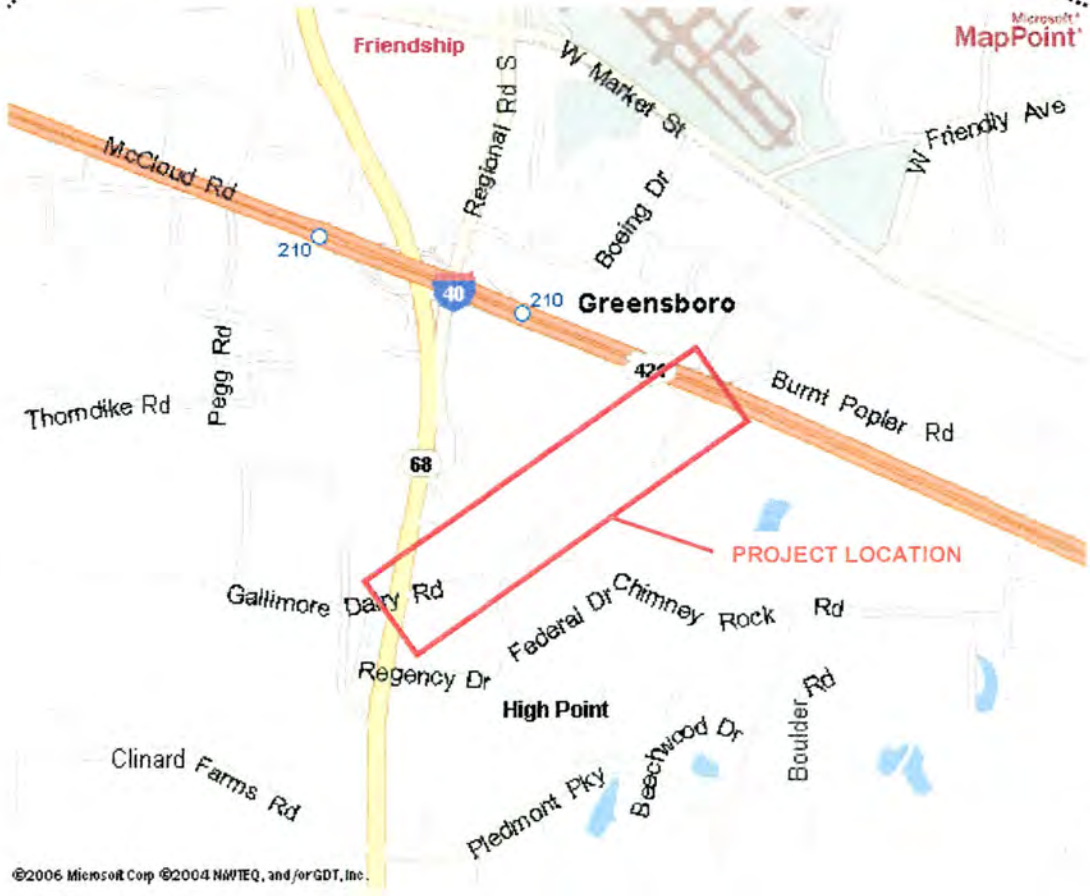 Microsoft
MapPoint
Friendship
W Market St
Regional Rd S
W Friendly Ave
McCloud Rd
Boeing Dr
210
40
210
Greensboro
421
Pegg Rd
Thorndike Rd
Burnt Poplar Rd
68
PROJECT LOCATION
Gallimore Dairy Rd
Federal Dr
Chimney Rock Rd
Regency Dr
High Point
Boulder Rd
Beechwood Dr
Clinard Farms Rd
Piedmont Pky
©2006 Microsoft Corp ©2004 NAVTEQ, and/or GDT, Inc.